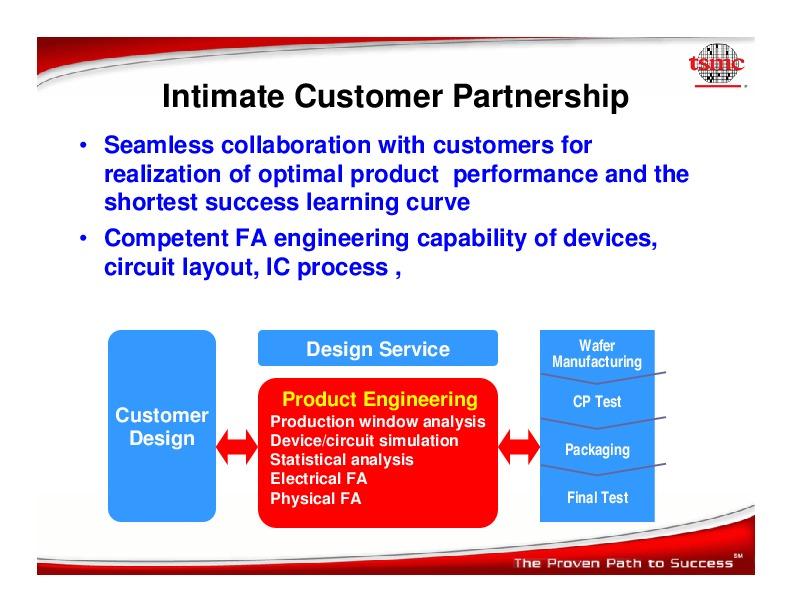 tsmc
Intimate Customer Partnership
• Seamless collaboration with customers for
realization of optimal product  performance and the
shortest success learning curve
• Competent FA engineering capability of devices,
circuit layout, IC process ,
Customer
Design
Design Service
Product Engineering
Production window analysis
Device/circuit simulation
Statistical analysis
Electrical FA
Physical FA
Wafer
Manufacturing
CP Test
Packaging
Final Test
The Proven Path to Success℠